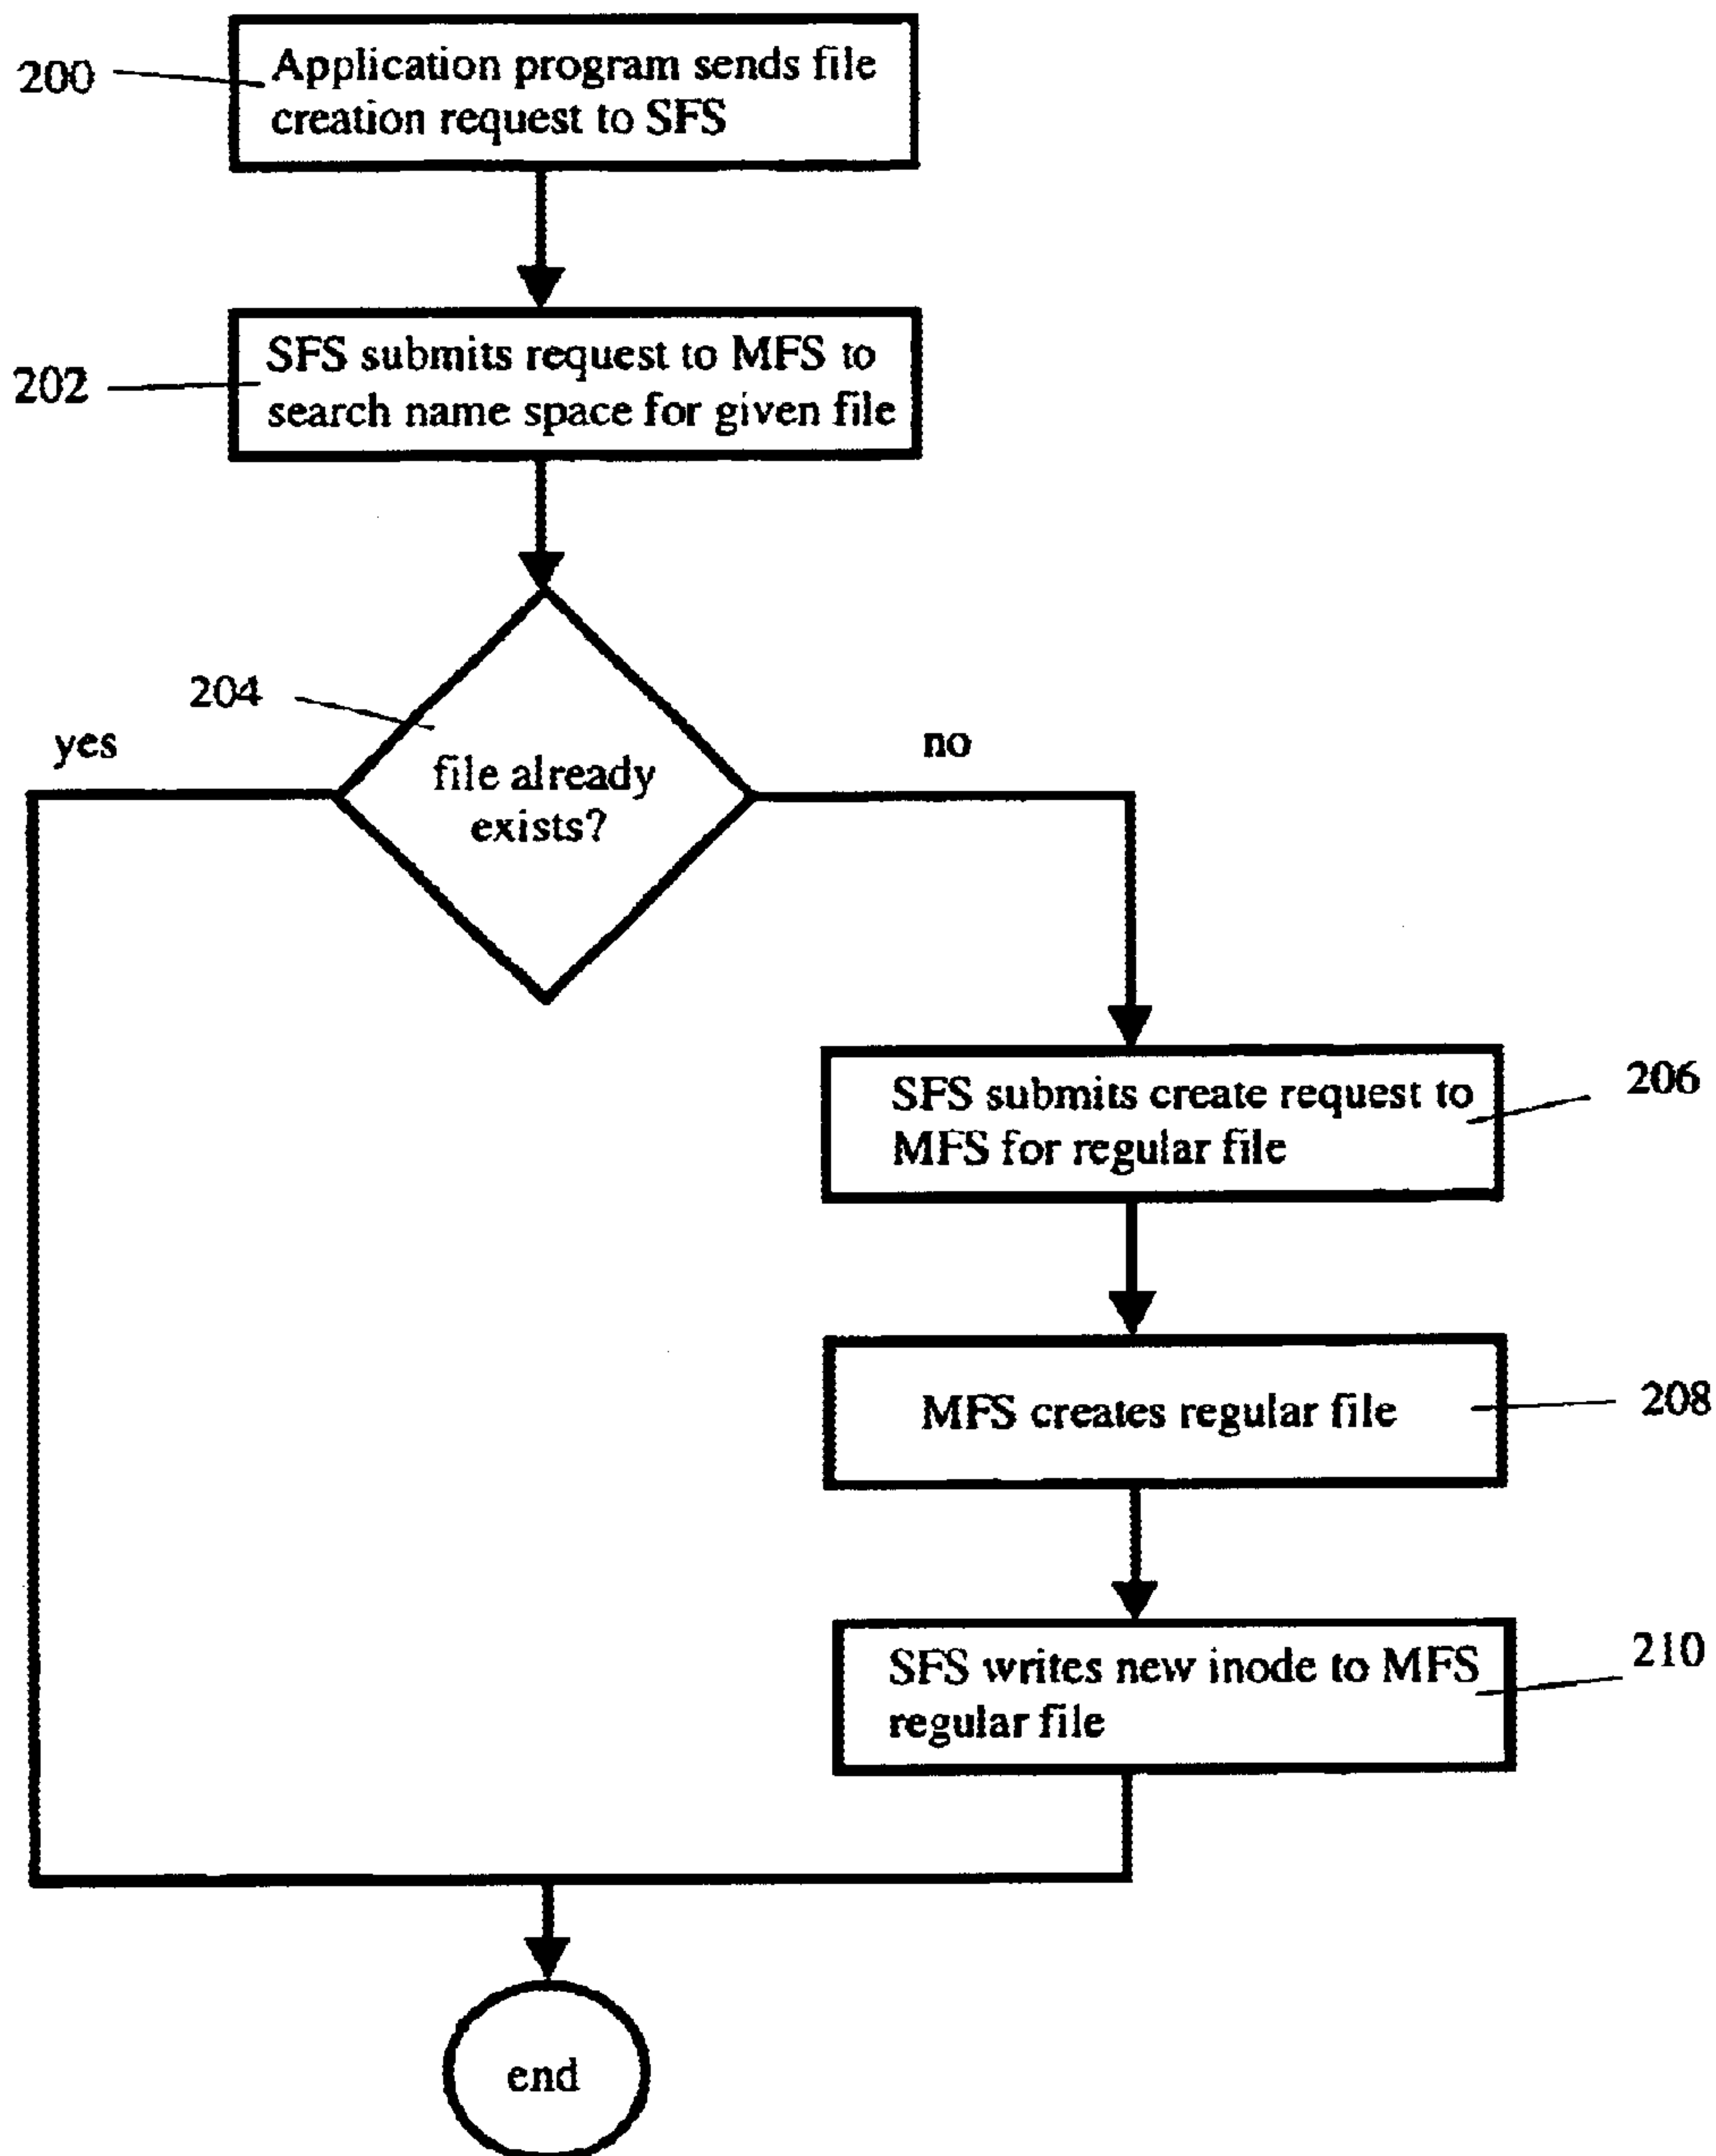 200
Application program sends file
creation request to SFS
202
SFS submits request to MFS to
search name space for given file
204
yes
no
file already
exists?
SFS submits create request to
MFS for regular file
206
MFS creates regular file
208
SFS writes new inode to MFS
regular file
210
end